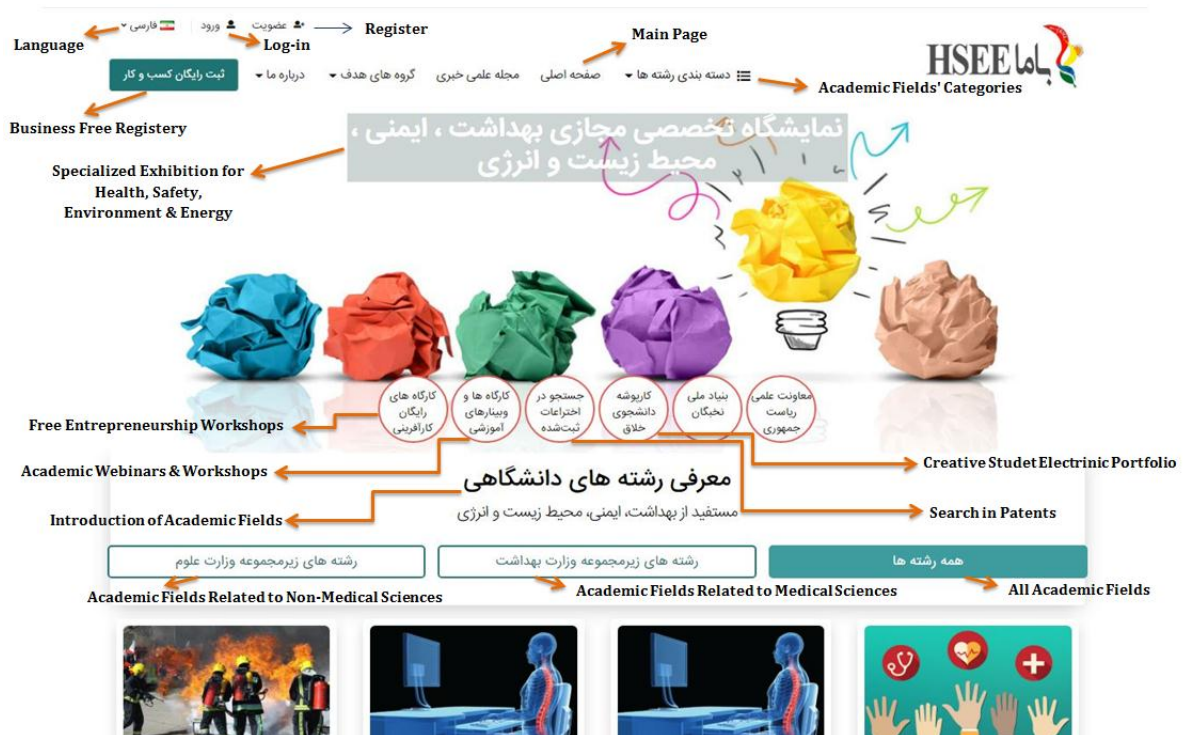 فارسی
ورود
عضویت
Register
Language
Log-in
Main Page
HSEE باما
دسته بندی رشته ها
صفحه اصلی
مجله علمی خبری
گروه های هدف
درباره ما
ثبت رایگان کسب و کار
Academic Fields' Categories
Business Free Registery
نمایشگاه تخصصی مجازی بهداشت ، ایمنی ،
محیط زیست و انرژی
Specialized Exhibition for
Health, Safety,
Environment & Energy
معاونت علمی
ریاست
جمهوری
بنیاد ملی
نخبگان
کارپوشه
دانشجوی
خلاق
جستجو در
اختراعات
ثبت‌شده
کارگاه ها و
وبینارهای
آموزشی
کارگاه های
رایگان
کارآفرینی
Free Entrepreneurship Workshops
Academic Webinars & Workshops
Creative Studet Electrinic Portfolio
معرفی رشته های دانشگاهی
مستفید از بهداشت، ایمنی، محیط زیست و انرژی
Introduction of Academic Fields
Search in Patents
همه رشته ها
رشته های زیرمجموعه وزارت بهداشت
رشته های زیرمجموعه وزارت علوم
Academic Fields Related to Non-Medical Sciences
Academic Fields Related to Medical Sciences
All Academic Fields